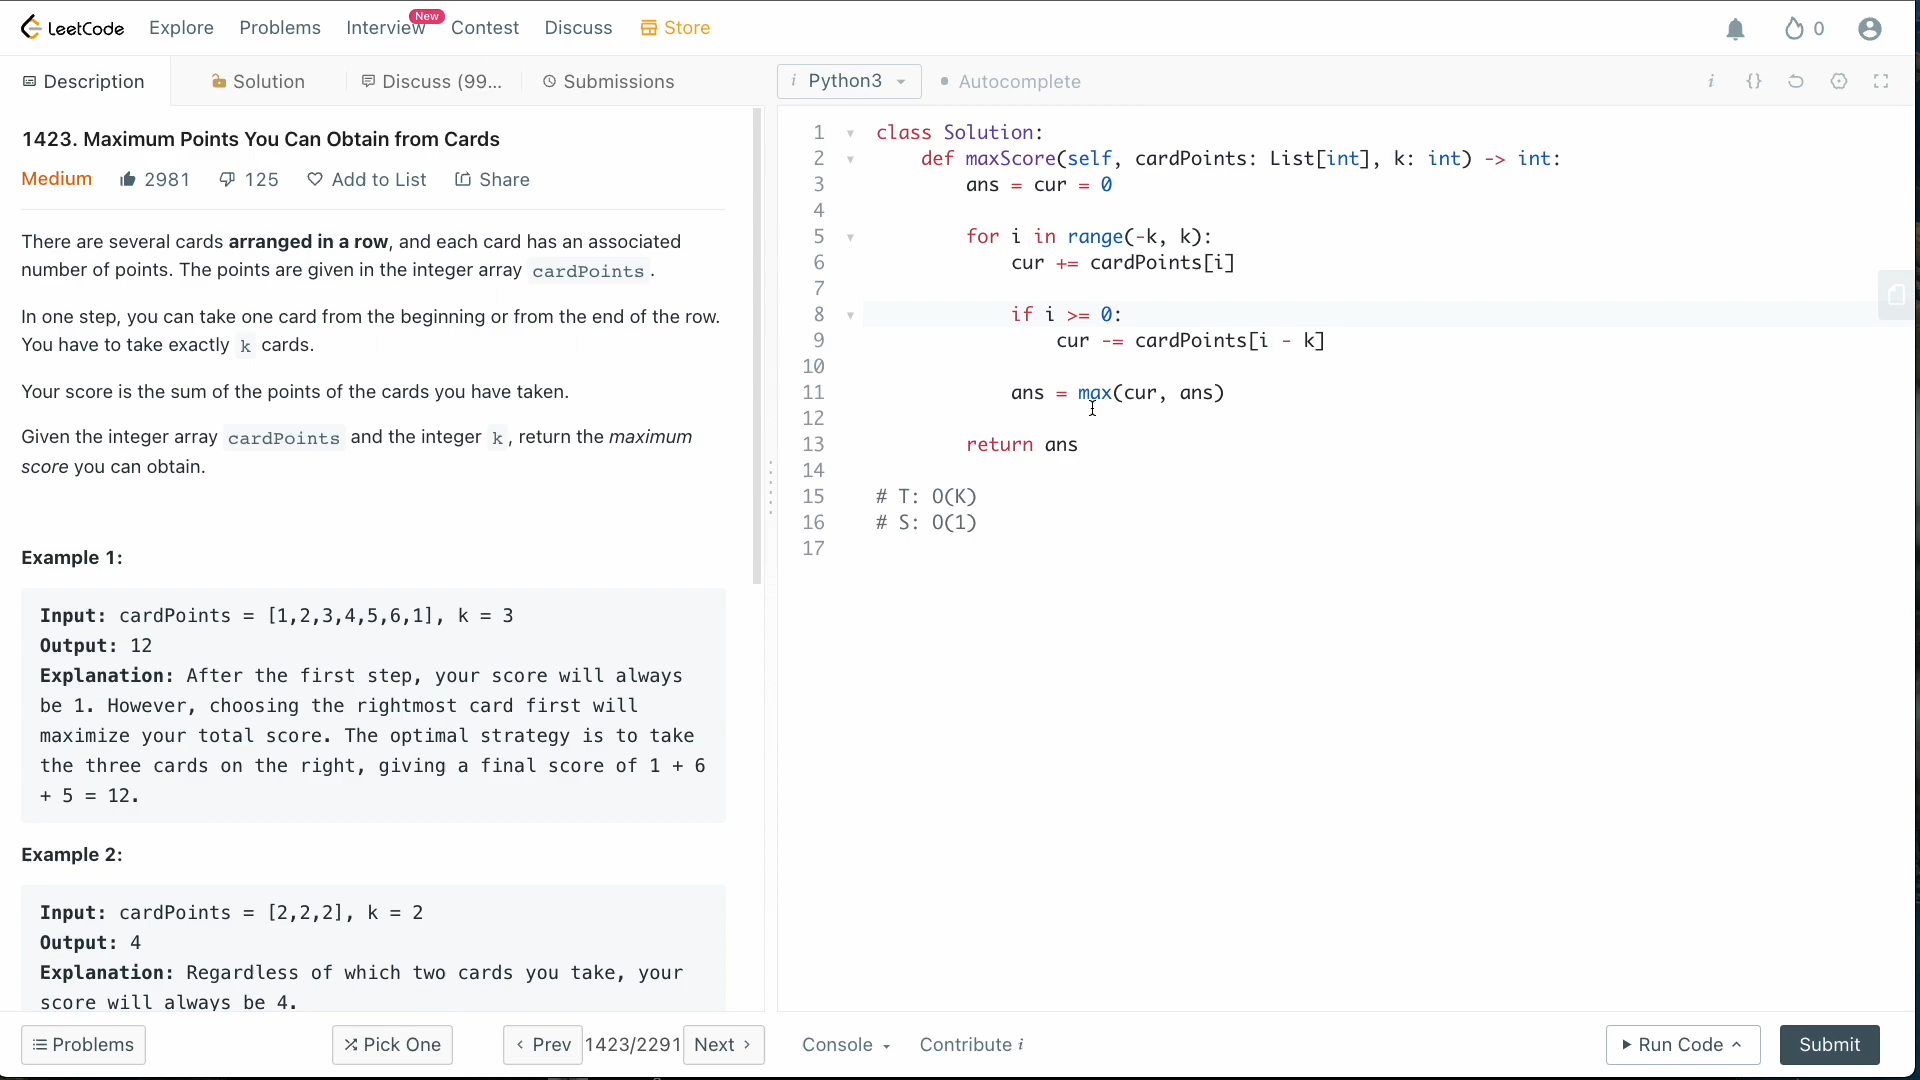 LeetCode Explore Problems Interview New Contest Discuss Store 0
Description Solution Discuss (99... Submissions
1423. Maximum Points You Can Obtain from Cards
Medium 2981 125 Add to List Share
There are several cards arranged in a row, and each card has an associated
number of points. The points are given in the integer array cardPoints.
In one step, you can take one card from the beginning or from the end of the row.
You have to take exactly k cards.
Your score is the sum of the points of the cards you have taken.
Given the integer array cardPoints and the integer k, return the maximum
score you can obtain.
Example 1:
Input: cardPoints = [1,2,3,4,5,6,1], k = 3
Output: 12
Explanation: After the first step, your score will always
be 1. However, choosing the rightmost card first will
maximize your total score. The optimal strategy is to take
the three cards on the right, giving a final score of 1 + 6
+ 5 = 12.
Example 2:
Input: cardPoints = [2,2,2], k = 2
Output: 4
Explanation: Regardless of which two cards you take, your
score will always be 4.
Problems Pick One ‹ Prev 1423/2291 Next ›
i Python3 Autocomplete i {}
1 class Solution:
2 def maxScore(self, cardPoints: List[int], k: int) -> int:
3 ans = cur = 0
4
5 for i in range(-k, k):
6 cur += cardPoints[i]
7
8 if i >= 0:
9 cur -= cardPoints[i - k]
10
11 ans = max(cur, ans)
12
13 return ans
14
15 # T: O(K)
16 # S: O(1)
17
Console Contribute i Run Code Submit